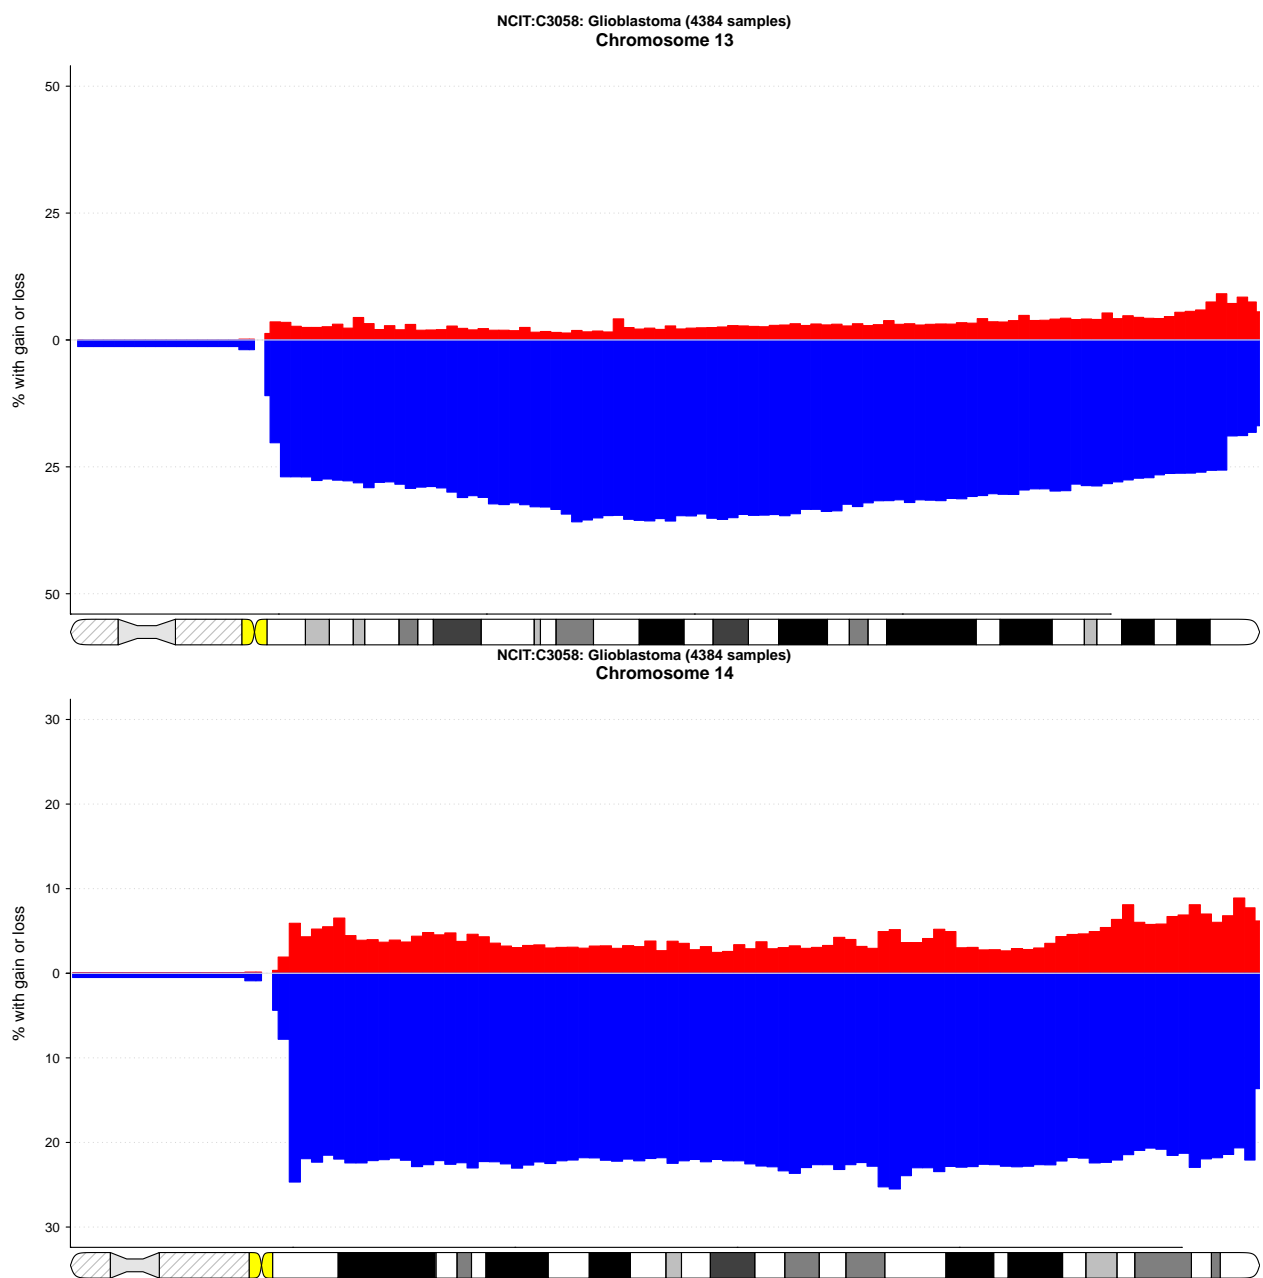 NCIT:C3058: Glioblastoma (4384 samples)
Chromosome 13
50
25
0
25
50
% with gain or loss
NCIT:C3058: Glioblastoma (4384 samples)
Chromosome 14
30
20
10
0
10
20
30
% with gain or loss